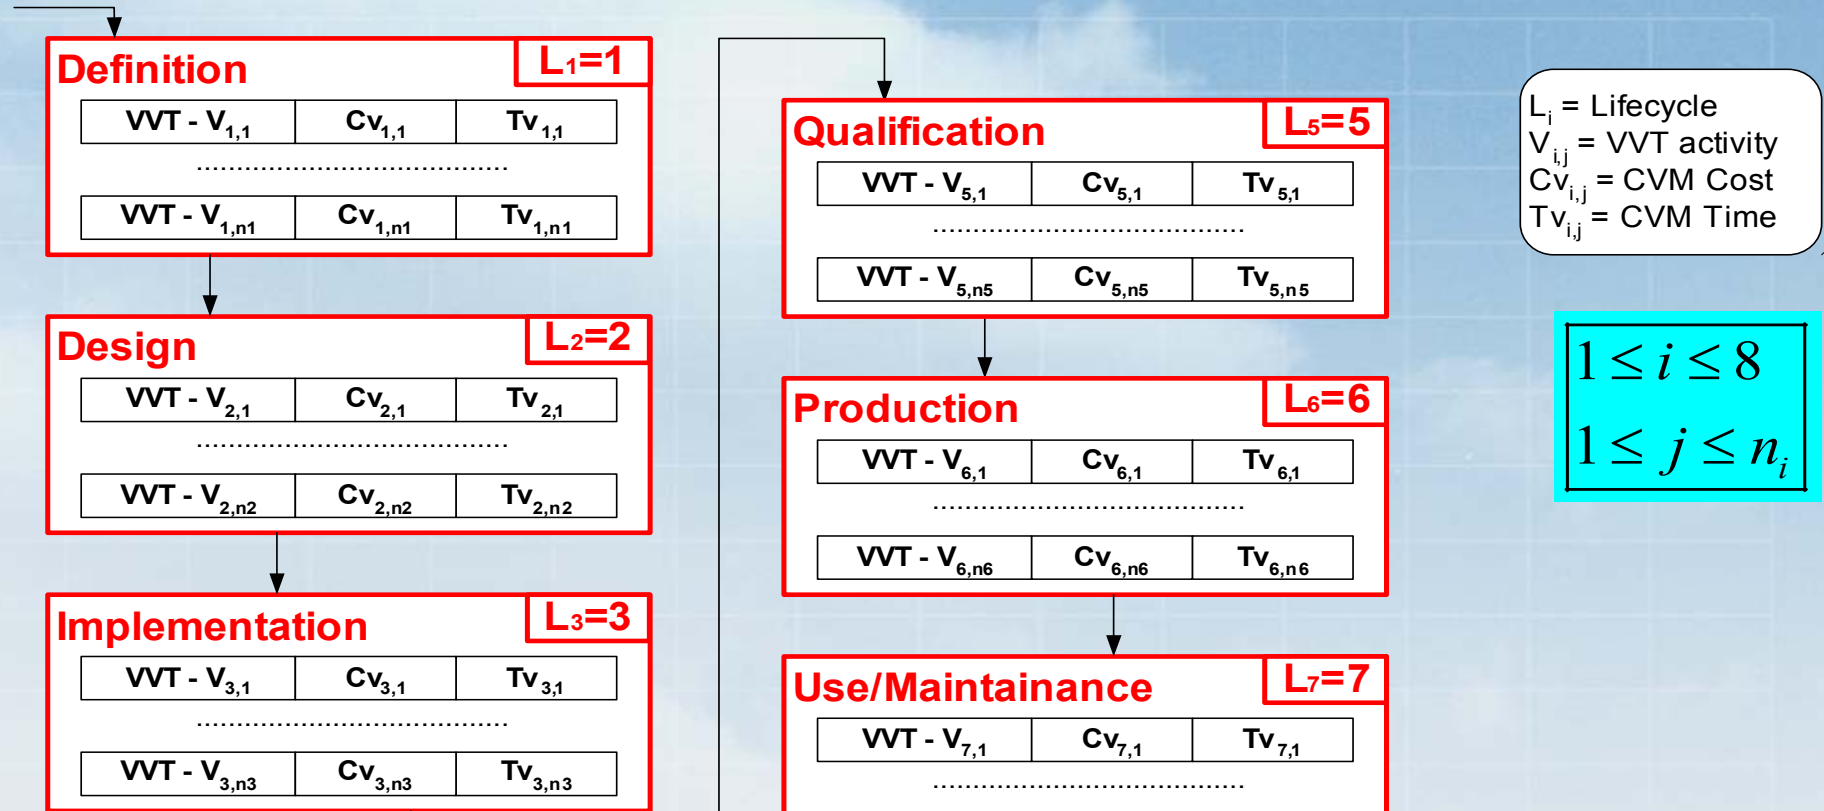 Definition L₁=1
VVT - V₁,₁ Cv₁,₁ Tv₁,₁
.......................................
VVT - V₁,n1 Cv₁,n1 Tv₁,n1
Design L₂=2
VVT - V₂,₁ Cv₂,₁ Tv₂,₁
.......................................
VVT - V₂,n2 Cv₂,n2 Tv₂,n2
Implementation L₃=3
VVT - V₃,₁ Cv₃,₁ Tv₃,₁
.......................................
VVT - V₃,n3 Cv₃,n3 Tv₃,n3
Qualification L₅=5
VVT - V₅,₁ Cv₅,₁ Tv₅,₁
.......................................
VVT - V₅,n5 Cv₅,n5 Tv₅,n5
Production L₆=6
VVT - V₆,₁ Cv₆,₁ Tv₆,₁
.......................................
VVT - V₆,n6 Cv₆,n6 Tv₆,n6
Use/Maintainance L₇=7
VVT - V₇,₁ Cv₇,₁ Tv₇,₁
.......................................
Lᵢ = Lifecycle
Vᵢ,ⱼ = VVT activity
Cvᵢ,ⱼ = CVM Cost
Tvᵢ,ⱼ = CVM Time
1 ≤ i ≤ 8
1 ≤ j ≤ nᵢ